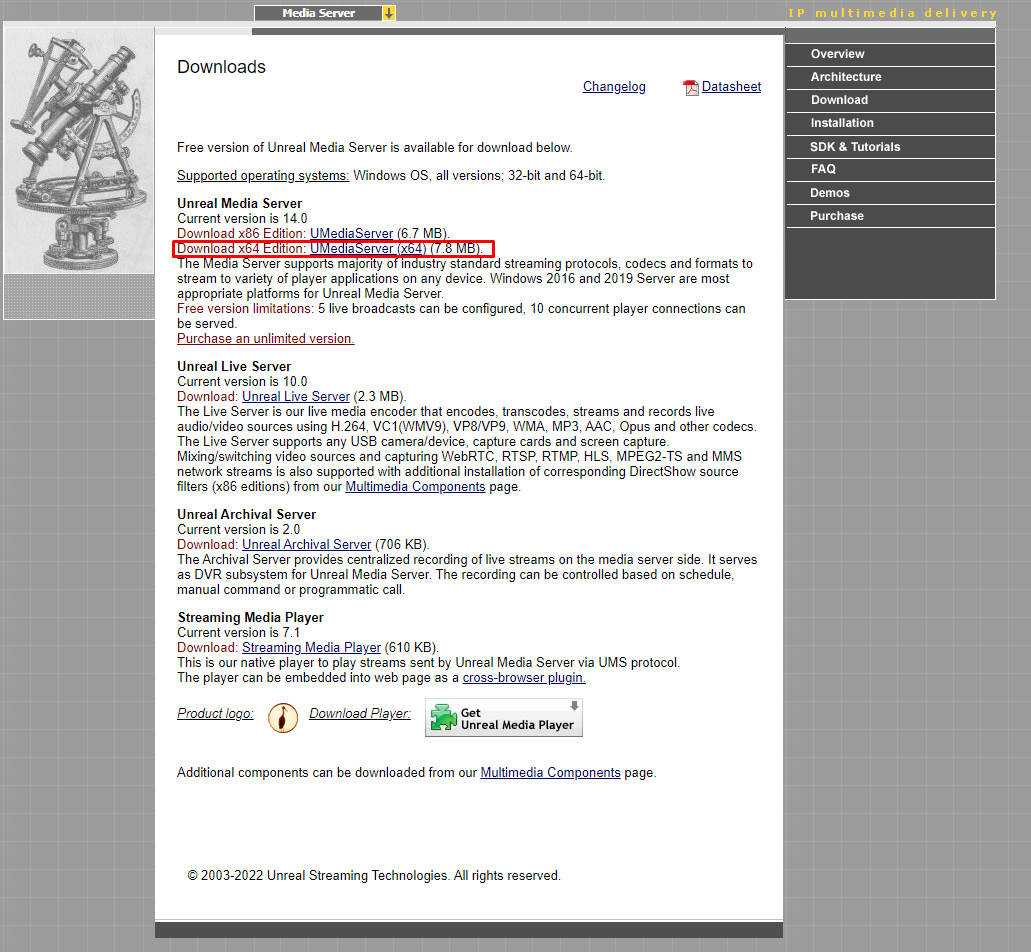 Media Server
IP multimedia delivery
Downloads
Changelog
Datasheet
Free version of Unreal Media Server is available for download below.
Supported operating systems: Windows OS, all versions; 32-bit and 64-bit.
Unreal Media Server
Current version is 14.0
Download x86 Edition: UMediaServer (6.7 MB).
Download x64 Edition: UMediaServer (x64) (7.8 MB).
The Media Server supports majority of industry standard streaming protocols, codecs and formats to
stream to variety of player applications on any device. Windows 2016 and 2019 Server are most
appropriate platforms for Unreal Media Server.
Free version limitations: 5 live broadcasts can be configured, 10 concurrent player connections can
be served.
Purchase an unlimited version.
Unreal Live Server
Current version is 10.0
Download: Unreal Live Server (2.3 MB).
The Live Server is our live media encoder that encodes, transcodes, streams and records live
audio/video sources using H.264, VC1(WMV9), VP8/VP9, WMA, MP3, AAC, Opus and other codecs.
The Live Server supports any USB camera/device, capture cards and screen capture.
Mixing/switching video sources and capturing WebRTC, RTSP, RTMP, HLS, MPEG2-TS and MMS
network streams is also supported with additional installation of corresponding DirectShow source
filters (x86 editions) from our Multimedia Components page.
Unreal Archival Server
Current version is 2.0
Download: Unreal Archival Server (706 KB).
The Archival Server provides centralized recording of live streams on the media server side. It serves
as DVR subsystem for Unreal Media Server. The recording can be controlled based on schedule,
manual command or programmatic call.
Streaming Media Player
Current version is 7.1
Download: Streaming Media Player (610 KB).
This is our native player to play streams sent by Unreal Media Server via UMS protocol.
The player can be embedded into web page as a cross-browser plugin.
Product logo:
Download Player:
Get
Unreal Media Player
Additional components can be downloaded from our Multimedia Components page.
© 2003-2022 Unreal Streaming Technologies. All rights reserved.
Overview
Architecture
Download
Installation
SDK & Tutorials
FAQ
Demos
Purchase